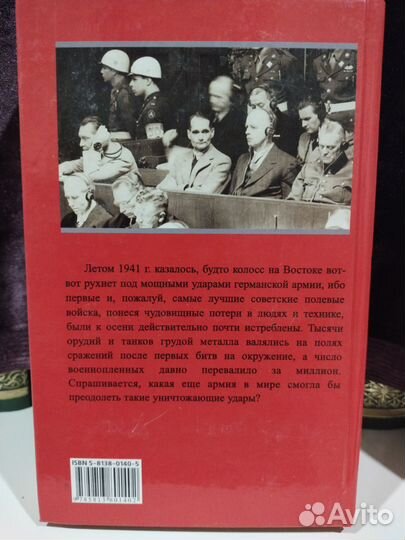 Летом 1941 г. казалось, будто колосс на Востоке вот-
вот рухнет под мощными ударами германской армии, ибо
первые и, пожалуй, самые лучшие советские полевые
войска, понеся чудовищные потери в людях и технике,
были к осени действительно почти истреблены. Тысячи
орудий и танков грудой металла валялись на полях
сражений после первых битв на окружение, а число
военнопленных давно перевалило за миллион.
Спрашивается, какая еще армия в мире смогла бы
преодолеть такие уничтожающие удары?
ISBN 5-8138-0140-5
9785813801402
Avito